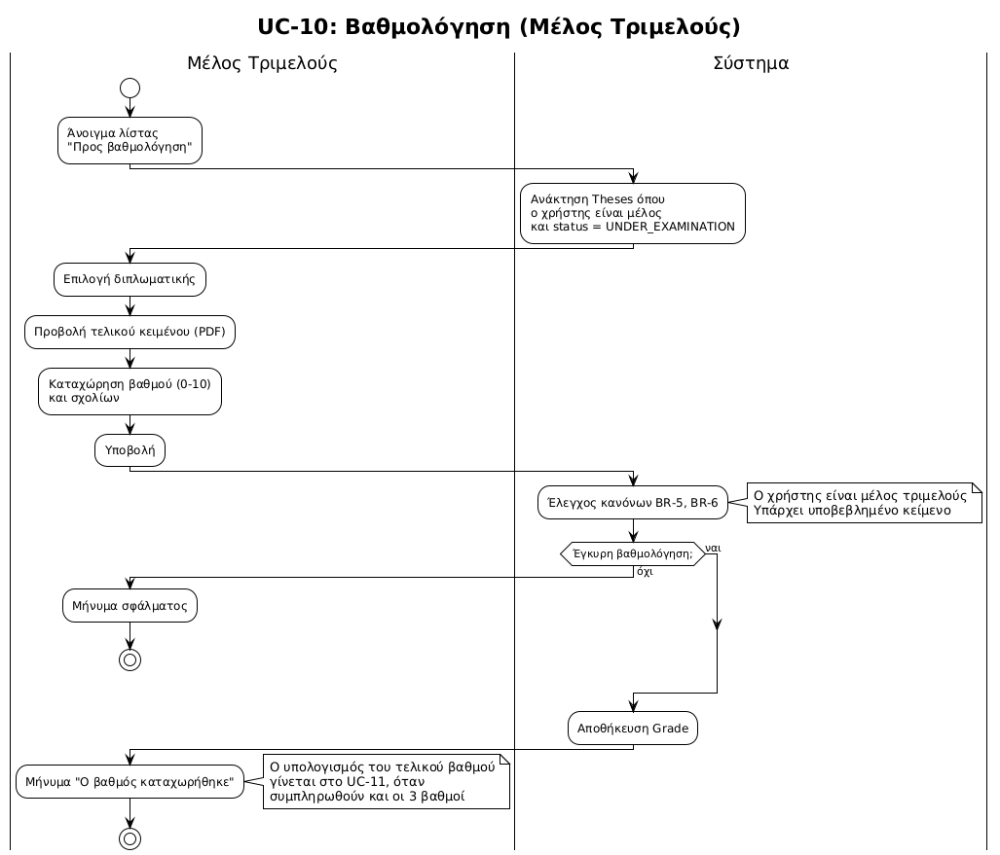 UC-10: Βαθμολόγηση (Μέλος Τριμελούς)
Μέλος Τριμελούς
Σύστημα
Άνοιγμα λίστας
"Προς βαθμολόγηση"
Ανάκτηση Theses όπου
ο χρήστης είναι μέλος
και status = UNDER_EXAMINATION
Επιλογή διπλωματικής
Προβολή τελικού κειμένου (PDF)
Καταχώρηση βαθμού (0-10)
και σχολίων
Υποβολή
Έλεγχος κανόνων BR-5, BR-6
Ο χρήστης είναι μέλος τριμελούς
Υπάρχει υποβεβλημένο κείμενο
Έγκυρη βαθμολόγηση;
ναι
όχι
Μήνυμα σφάλματος
Αποθήκευση Grade
Μήνυμα "Ο βαθμός καταχωρήθηκε"
Ο υπολογισμός του τελικού βαθμού
γίνεται στο UC-11, όταν
συμπληρωθούν και οι 3 βαθμοί